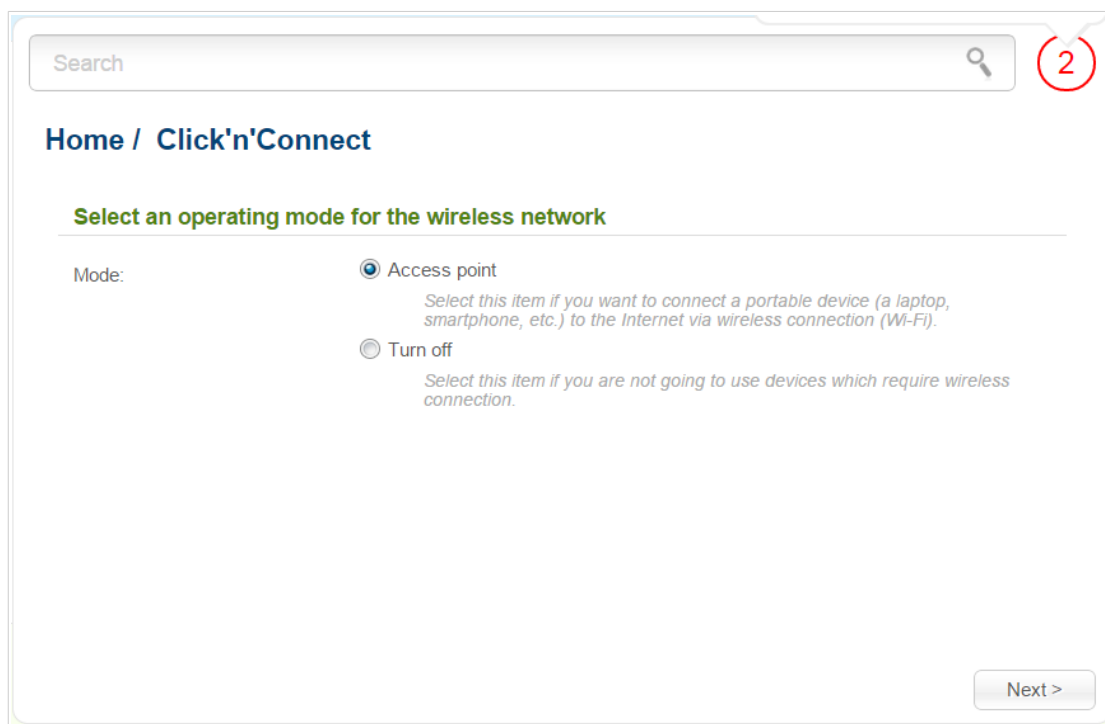 Search
2
Home / Click'n'Connect
Select an operating mode for the wireless network
Mode:
Access point
Select this item if you want to connect a portable device (a laptop,
smartphone, etc.) to the Internet via wireless connection (Wi-Fi).
Turn off
Select this item if you are not going to use devices which require wireless
connection.
Next >